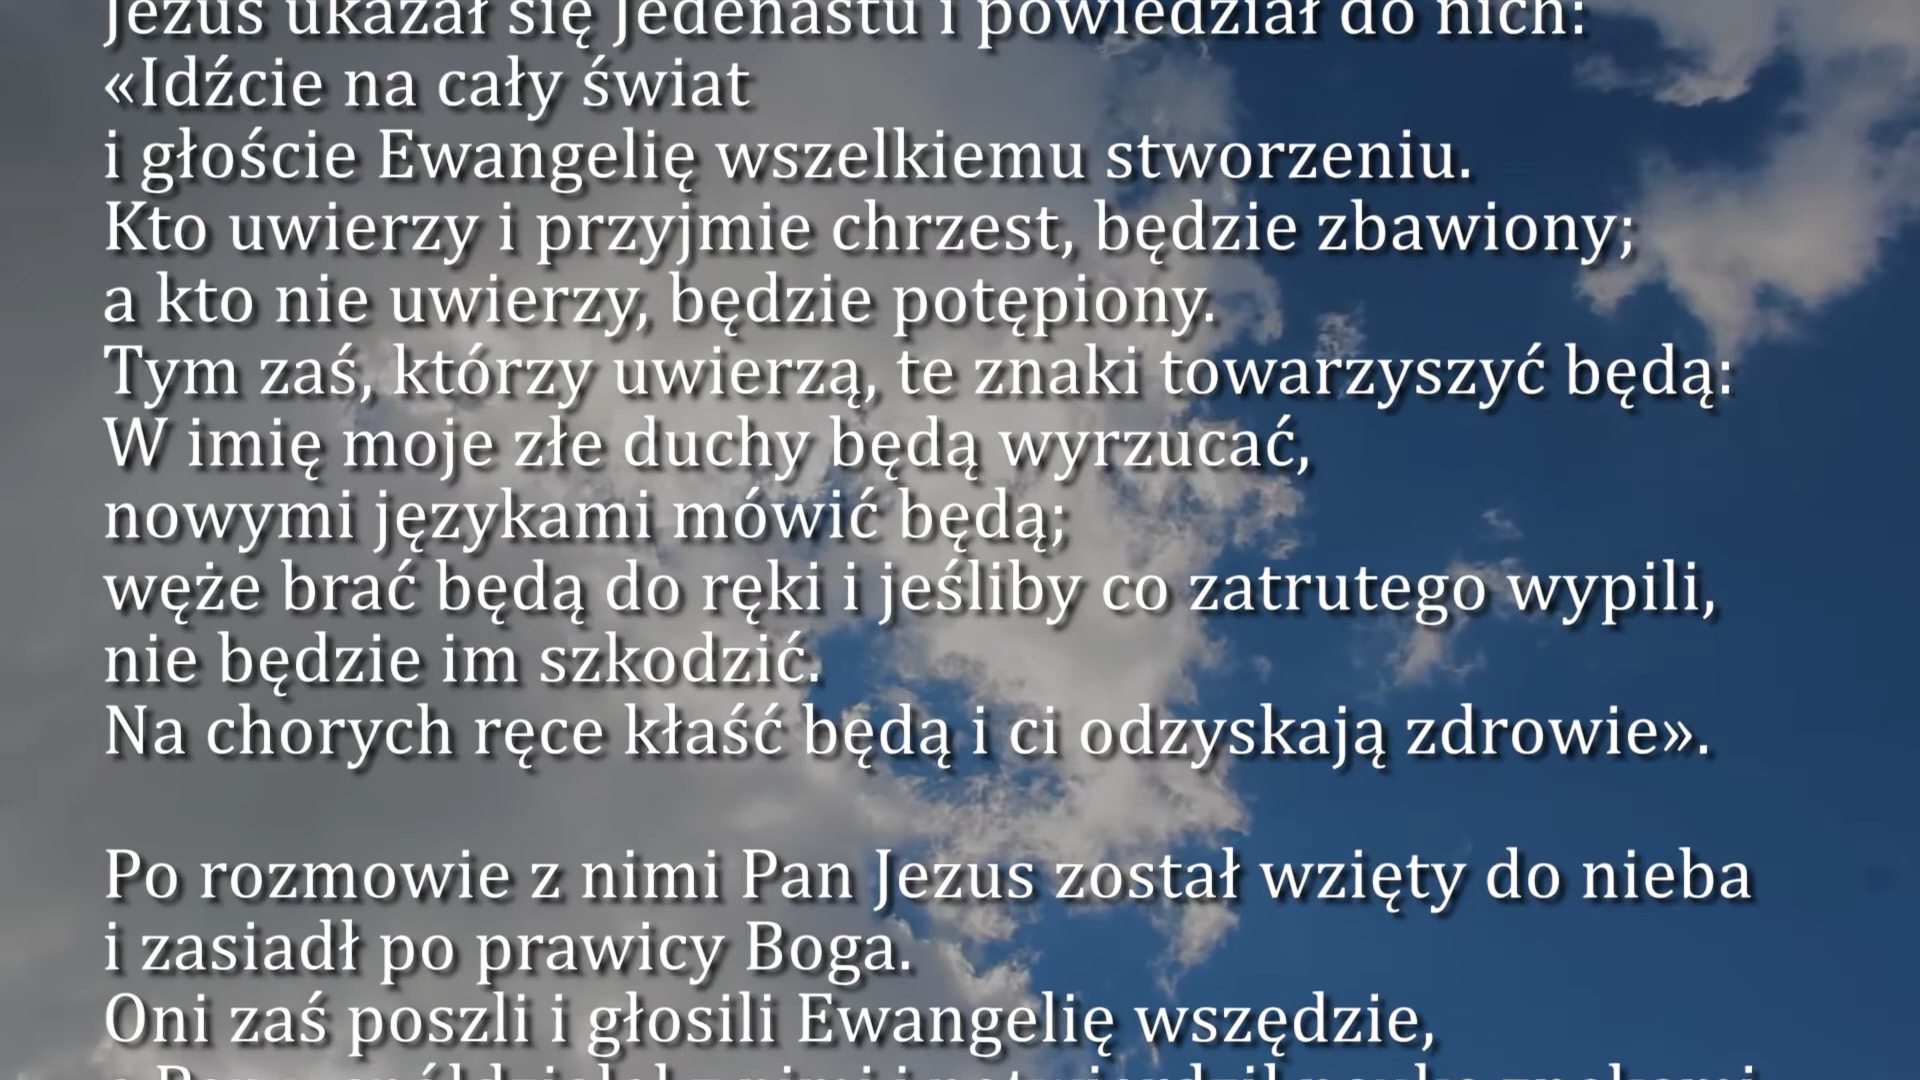 Jezus ukazał się Jedenastu i powiedział do nich:
«Idźcie na cały świat
i głoście Ewangelię wszelkiemu stworzeniu.
Kto uwierzy i przyjmie chrzest, będzie zbawiony;
a kto nie uwierzy, będzie potępiony.
Tym zaś, którzy uwierzą, te znaki towarzyszyć będą:
W imię moje złe duchy będą wyrzucać,
nowymi językami mówić będą;
węże brać będą do ręki i jeśliby co zatrutego wypili,
nie będzie im szkodzić.
Na chorych ręce kłaść będą i ci odzyskają zdrowie».
Po rozmowie z nimi Pan Jezus został wzięty do nieba
i zasiadł po prawicy Boga.
Oni zaś poszli i głosili Ewangelię wszędzie,